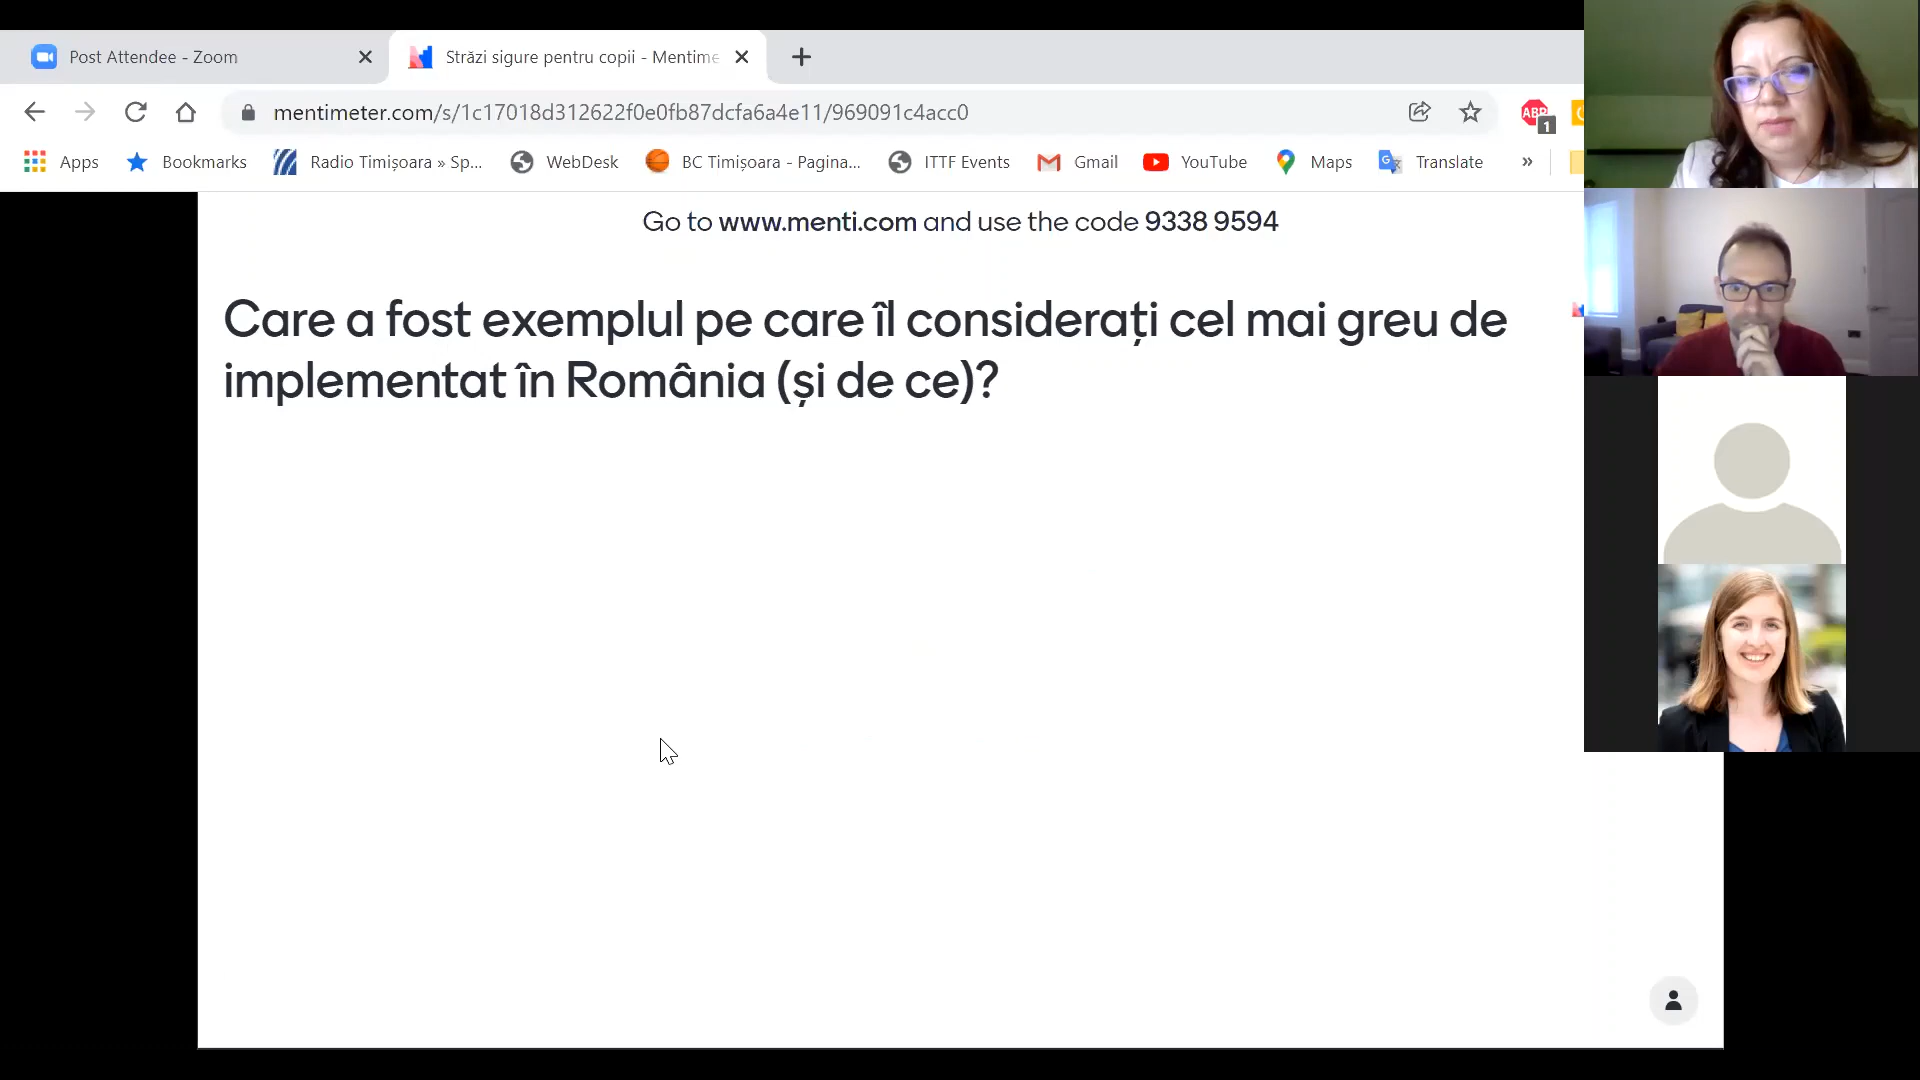 Post Attendee - Zoom
Străzi sigure pentru copii - Mentime
mentimeter.com/s/1c17018d312622f0e0fb87dcfa6a4e11/969091c4acc0
ABP
1
Apps
Bookmarks
Radio Timișoara » Sp...
WebDesk
BC Timișoara - Pagina...
ITTF Events
Gmail
YouTube
Maps
Translate
»
Go to www.menti.com and use the code 9338 9594
Care a fost exemplul pe care îl considerați cel mai greu de
implementat în România (și de ce)?